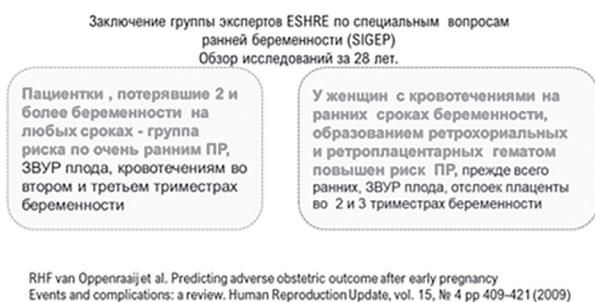 Заключение группы экспертов ESHRE по специальным вопросам
ранней беременности (SIGEP)
Обзор исследований за 28 лет.
Пациентки , потерявшие 2 и
более беременности на
любых сроках - группа
риска по очень ранним ПР,
ЗВУР плода, кровотечениям во
втором и третьем триместрах
беременности
У женщин с кровотечениями на
ранних сроках беременности,
образованием ретрохориальных
и ретроплацентарных гематом
повышен риск ПР, прежде всего
ранних, ЗВУР плода, отслоек плаценты
во 2 и 3 триместрах беременности
RHF van Oppenraaij et al. Predicting adverse obstetric outcome after early pregnancy
Events and complications: a review. Human Reproduction Update, vol. 15, № 4 pp 409-421 (2009)